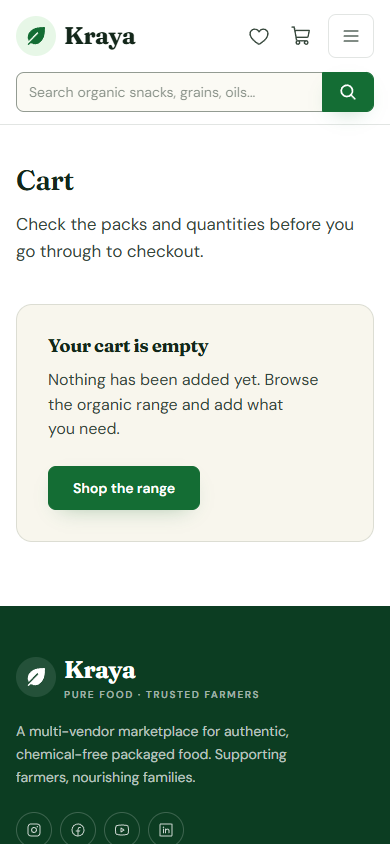 Kraya
Search organic snacks, grains, oils...
Cart
Check the packs and quantities before you
go through to checkout.
Your cart is empty
Nothing has been added yet. Browse
the organic range and add what
you need.
Shop the range
Kraya
PURE FOOD · TRUSTED FARMERS
A multi-vendor marketplace for authentic,
chemical-free packaged food. Supporting
farmers, nourishing families.